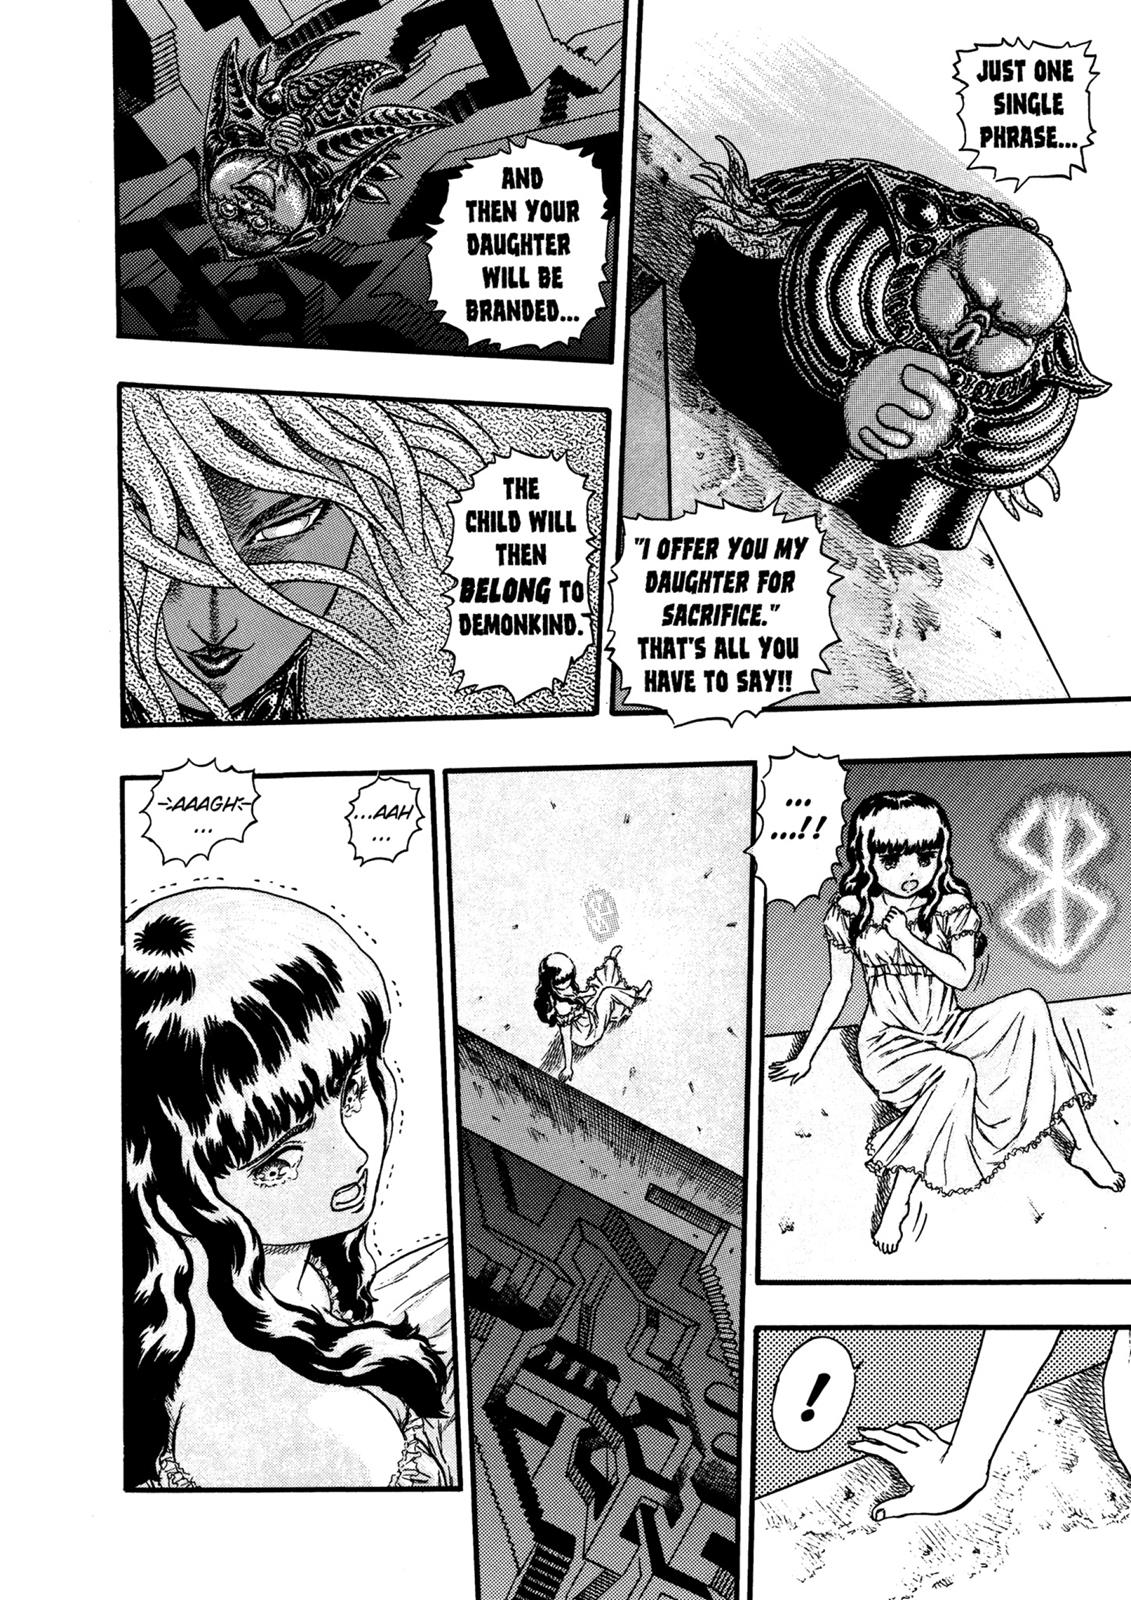 JUST ONE
SINGLE
PHRASE...
"I OFFER YOU MY
DAUGHTER FOR
SACRIFICE."
THAT'S ALL YOU
HAVE TO SAY!!
AND
THEN YOUR
DAUGHTER
WILL BE
BRANDED...
THE
CHILD WILL
THEN
BELONG TO
DEMONKIND.
...
...!!
!
...AAH
...
AAAGH
...